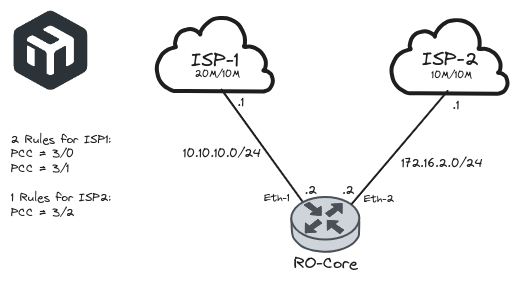 ISP-1
20M/10M
ISP-2
10M/10M
.1
.1
2 Rules for ISP1:
PCC = 3/0
PCC = 3/1
10.10.10.0/24
172.16.2.0/24
1 Rules for ISP2:
PCC = 3/2
Eth-1
.2
.2
Eth-2
RO-Core